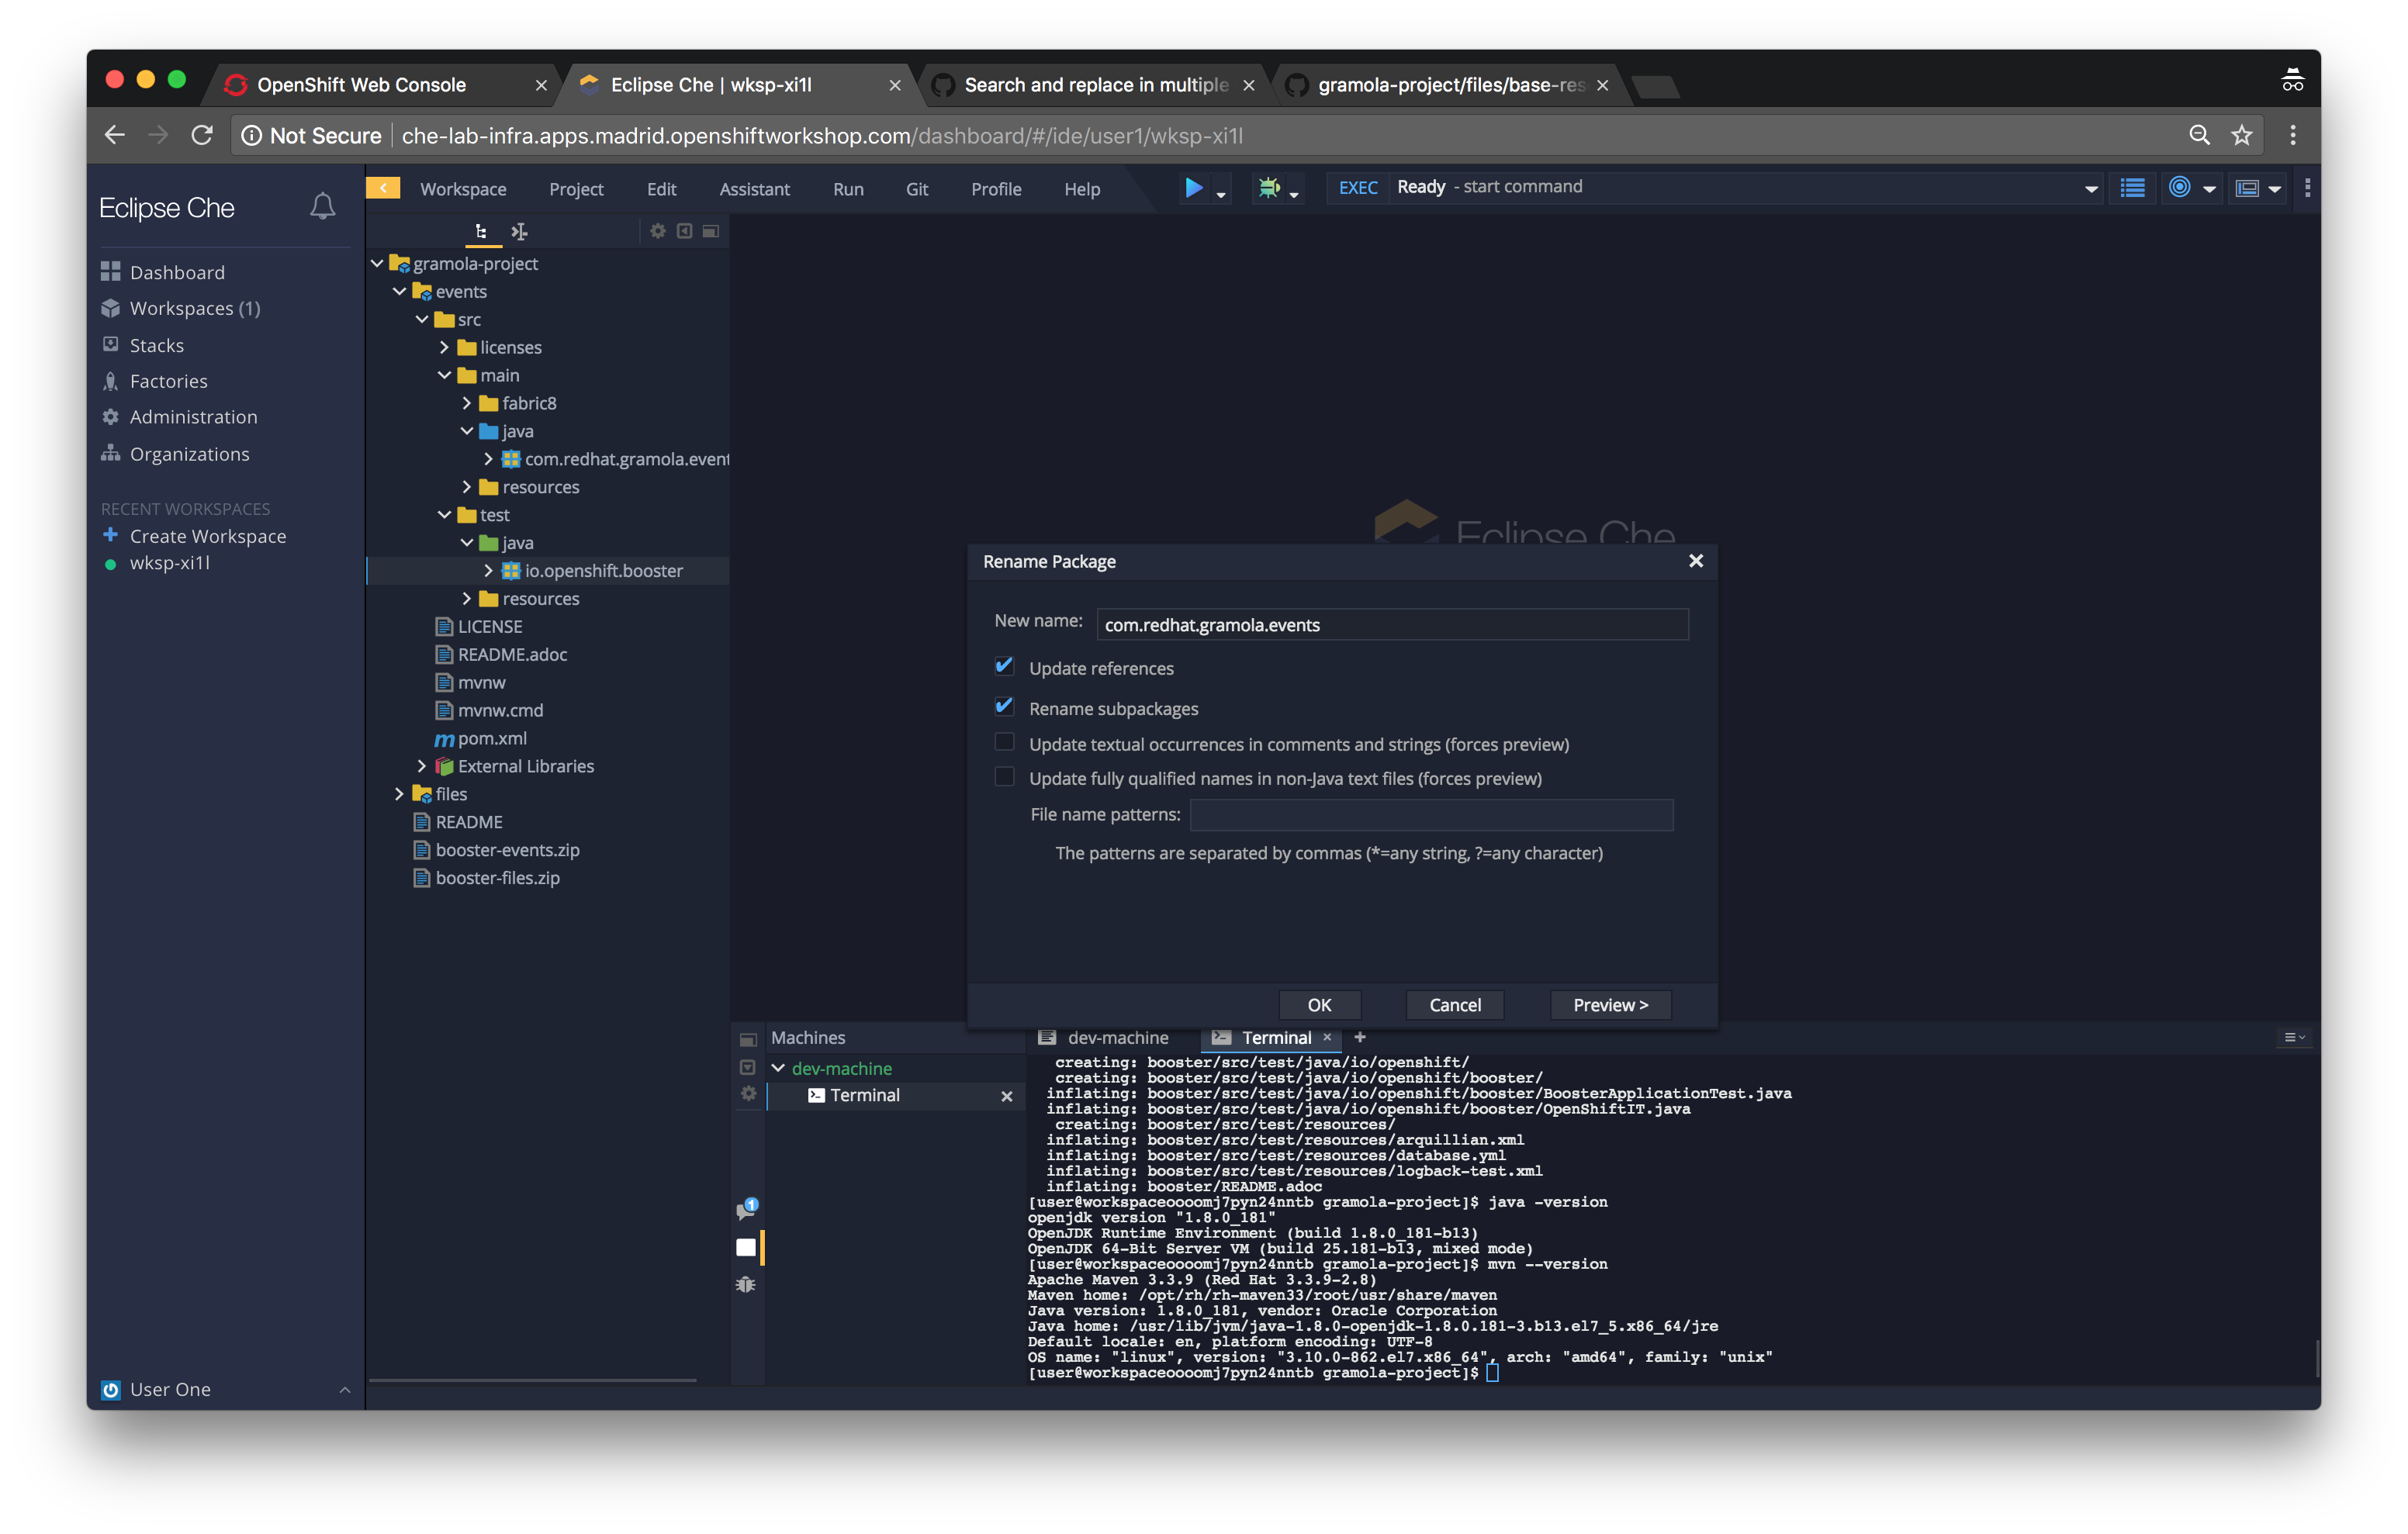 OpenShift Web Console
Eclipse Che | wksp-xi1l
Search and replace in multiple
gramola-project/files/base-res
Not Secure
che-lab-infra.apps.madrid.openshiftworkshop.com/dashboard/#/ide/user1/wksp-xi1l
Eclipse Che
Dashboard
Workspaces (1)
Stacks
Factories
Administration
Organizations
RECENT WORKSPACES
Create Workspace
wksp-xi1l
User One
Workspace Project Edit Assistant Run Git Profile Help
EXEC Ready - start command
gramola-project
events
src
licenses
main
fabric8
java
com.redhat.gramola.event
resources
test
java
io.openshift.booster
resources
LICENSE
README.adoc
mvnw
mvnw.cmd
m pom.xml
External Libraries
files
README
booster-events.zip
booster-files.zip
Eclipse Che
Rename Package
New name: com.redhat.gramola.events
Update references
Rename subpackages
Update textual occurrences in comments and strings (forces preview)
Update fully qualified names in non-Java text files (forces preview)
File name patterns:
The patterns are separated by commas (*=any string, ?=any character)
OK Cancel Preview >
Machines
dev-machine
Terminal
1
dev-machine Terminal
creating: booster/src/test/java/io/openshift/
creating: booster/src/test/java/io/openshift/booster/
inflating: booster/src/test/java/io/openshift/booster/BoosterApplicationTest.java
inflating: booster/src/test/java/io/openshift/booster/OpenShiftIT.java
creating: booster/src/test/resources/
inflating: booster/src/test/resources/arquillian.xml
inflating: booster/src/test/resources/database.yml
inflating: booster/src/test/resources/logback-test.xml
inflating: booster/README.adoc
[user@workspaceoooomj7pyn24nntb gramola-project]$ java -version
openjdk version "1.8.0_181"
OpenJDK Runtime Environment (build 1.8.0_181-b13)
OpenJDK 64-Bit Server VM (build 25.181-b13, mixed mode)
[user@workspaceoooomj7pyn24nntb gramola-project]$ mvn --version
Apache Maven 3.3.9 (Red Hat 3.3.9-2.8)
Maven home: /opt/rh/rh-maven33/root/usr/share/maven
Java version: 1.8.0_181, vendor: Oracle Corporation
Java home: /usr/lib/jvm/java-1.8.0-openjdk-1.8.0.181-3.b13.el7_5.x86_64/jre
Default locale: en, platform encoding: UTF-8
OS name: "linux", version: "3.10.0-862.el7.x86_64", arch: "amd64", family: "unix"
[user@workspaceoooomj7pyn24nntb gramola-project]$